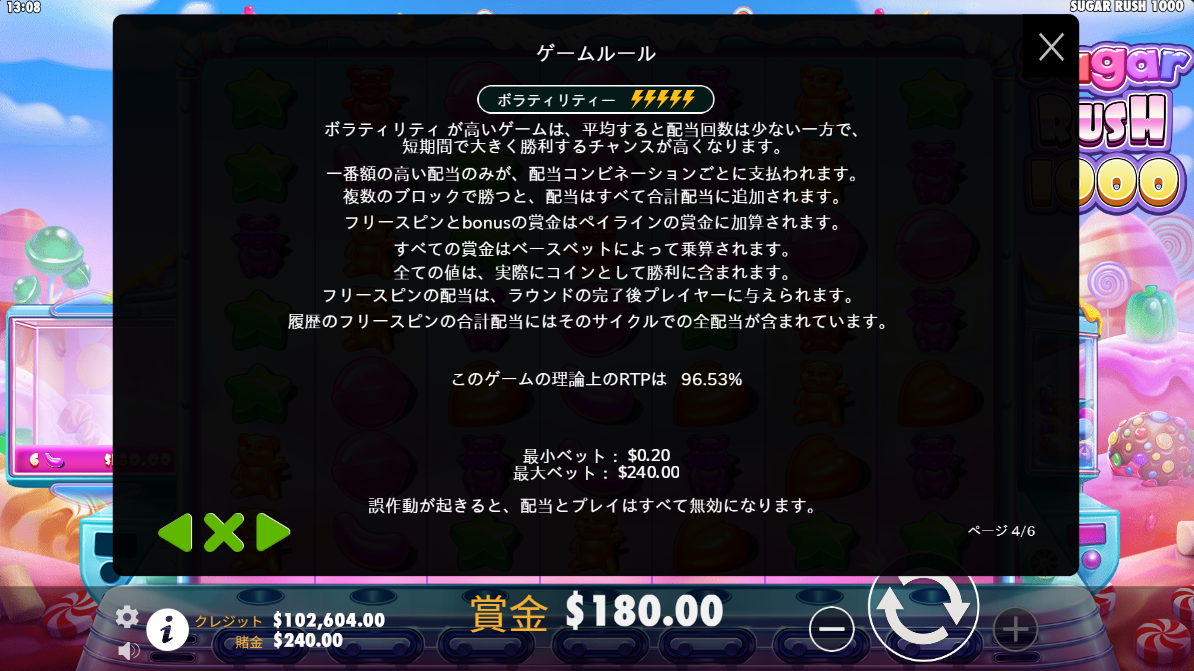 13:08
SUGAR RUSH 1000
Sugar
RUSH
1000
ゲームルール
ボラティリティー
ボラティリティ が高いゲームは、平均すると配当回数は少ない一方で、
短期間で大きく勝利するチャンスが高くなります。
一番額の高い配当のみが、配当コンビネーションごとに支払われます。
複数のブロックで勝つと、配当はすべて合計配当に追加されます。
フリースピンとbonusの賞金はペイラインの賞金に加算されます。
すべての賞金はベースベットによって乗算されます。
全ての値は、実際にコインとして勝利に含まれます。
フリースピンの配当は、ラウンドの完了後プレイヤーに与えられます。
履歴のフリースピンの合計配当にはそのサイクルでの全配当が含まれています。
このゲームの理論上のRTPは 96.53%
最小ベット： $0.20
最大ベット： $240.00
誤作動が起きると、配当とプレイはすべて無効になります。
ページ 4/6
6
クレジット $102,604.00
賭金 $240.00
賞金 $180.00